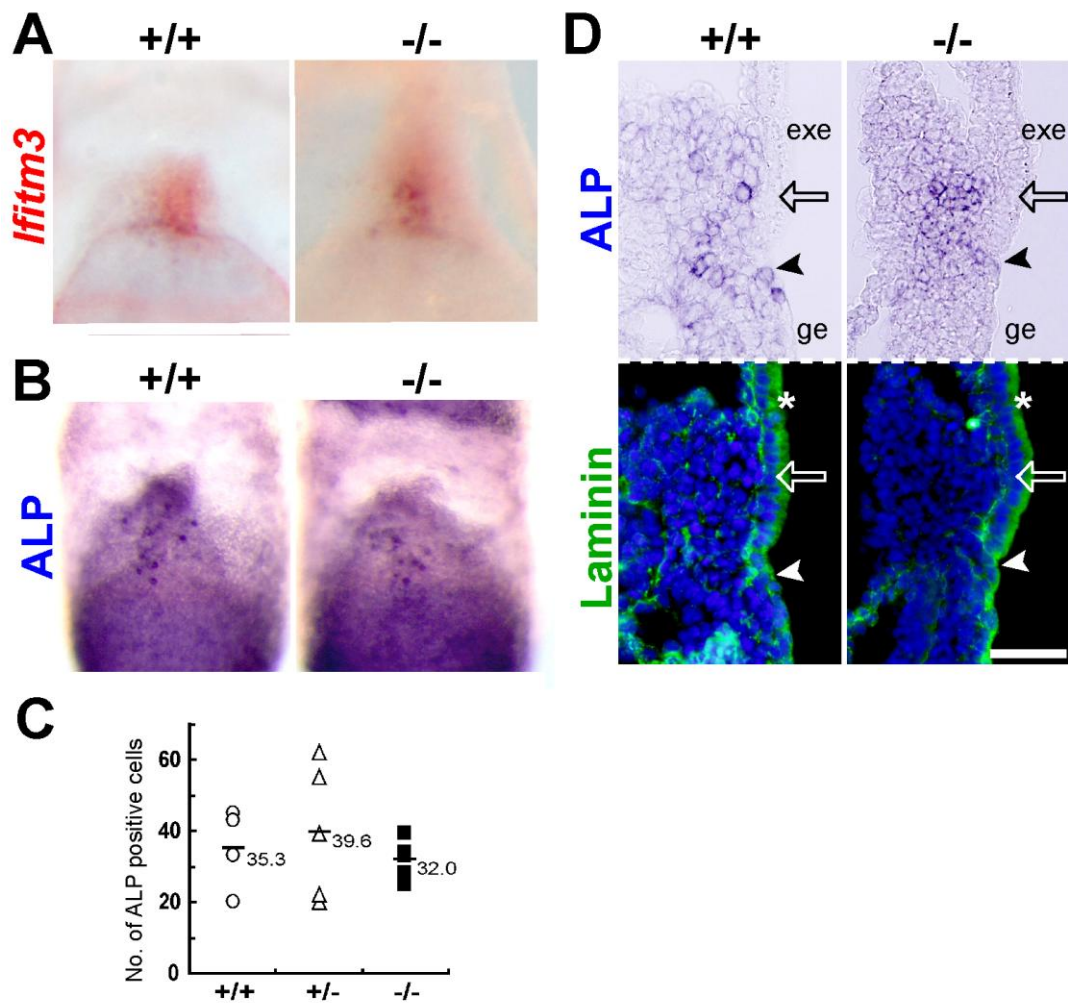 A
+/+
-/-
Ifitm3
B
+/+
-/-
ALP
C
No. of ALP positive cells
60
40
20
0
35.3
39.6
32.0
+/+
+/-
-/-
D
+/+
-/-
ALP
exe
exe
ge
ge
Laminin
*
*